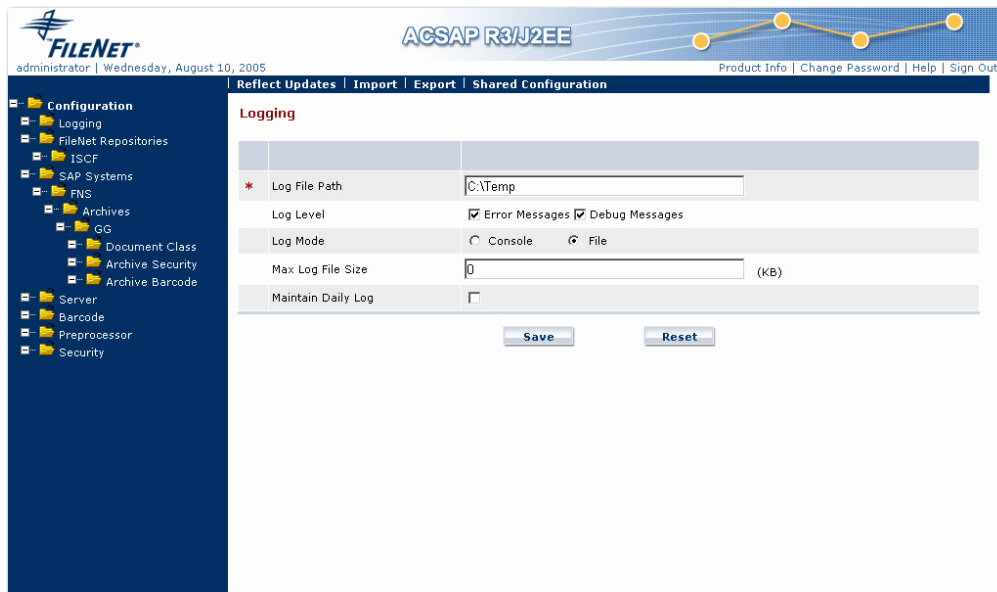 FILENET®
ACSAP R3/J2EE
administrator | Wednesday, August 10, 2005
Product Info | Change Password | Help | Sign Out
Reflect Updates | Import | Export | Shared Configuration
Configuration
Logging
FileNet Repositories
ISCF
SAP Systems
FNS
Archives
GG
Document Class
Archive Security
Archive Barcode
Server
Barcode
Preprocessor
Security
Logging
* Log File Path C:\Temp
Log Level Error Messages Debug Messages
Log Mode Console File
Max Log File Size 0 (KB)
Maintain Daily Log
Save Reset